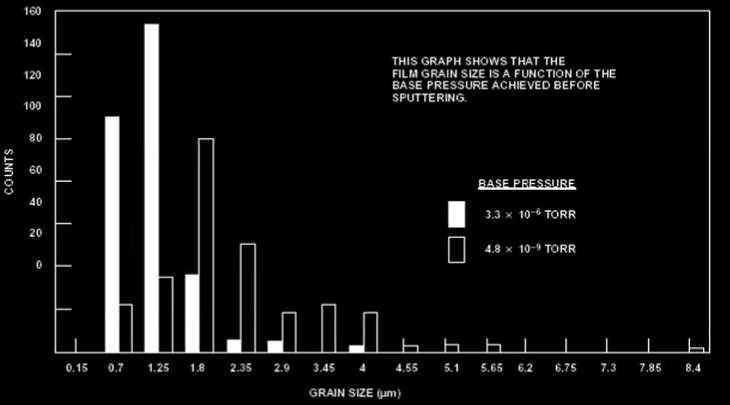 160
140
120
100
80
60
40
20
0
COUNTS
THIS GRAPH SHOWS THAT THE
FILM GRAIN SIZE IS A FUNCTION OF THE
BASE PRESSURE ACHIEVED BEFORE
SPUTTERING.
BASE PRESSURE
3.3 × 10⁻⁶ TORR
4.8 × 10⁻⁹ TORR
0.15 0.7 1.25 1.8 2.35 2.9 3.45 4 4.55 5.1 5.65 6.2 6.75 7.3 7.85 8.4
GRAIN SIZE (μm)